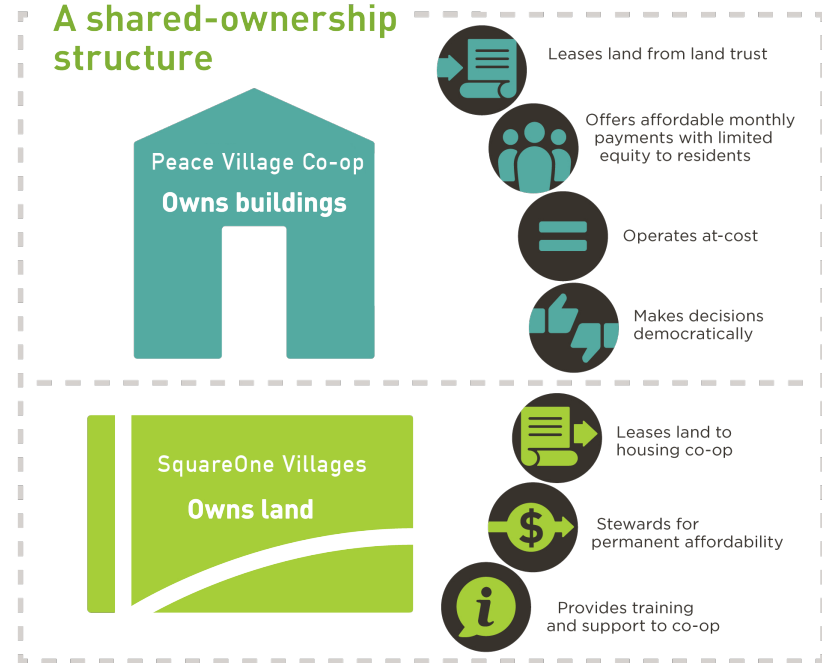 A shared-ownership
structure
Peace Village Co-op
Owns buildings
Leases land from land trust
Offers affordable monthly
payments with limited
equity to residents
Operates at-cost
Makes decisions
democratically
SquareOne Villages
Owns land
Leases land to
housing co-op
$
Stewards for
permanent affordability
i
Provides training
and support to co-op